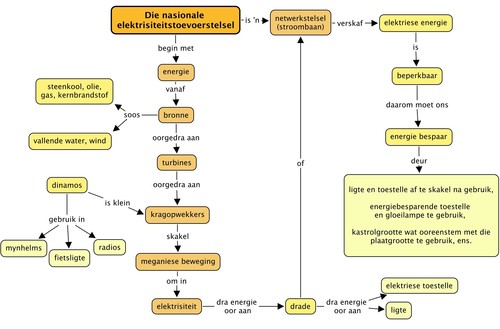 Die nasionale
elektrisiteitstoevoerstelsel
is 'n
netwerkstelsel
(stroombaan)
verskaf
elektriese energie
is
beperkbaar
daarom moet ons
energie bespaar
deur
ligte en toestelle af te skakel na gebruik,
energiebesparende toestelle
en gloeilampe te gebruik,
kastrolgrootte wat ooreenstem met die
plaatgrootte te gebruik, ens.
begin met
energie
vanaf
bronne
soos
steenkool, olie,
gas, kernbrandstof
vallende water, wind
oorgedra aan
turbines
oorgedra aan
kragopwekkers
dinamos
is klein
gebruik in
mynhelms
fietsligte
radios
skakel
meganiese beweging
om in
elektrisiteit
dra energie
oor aan
drade
of
dra energie
oor aan
elektriese toestelle
ligte